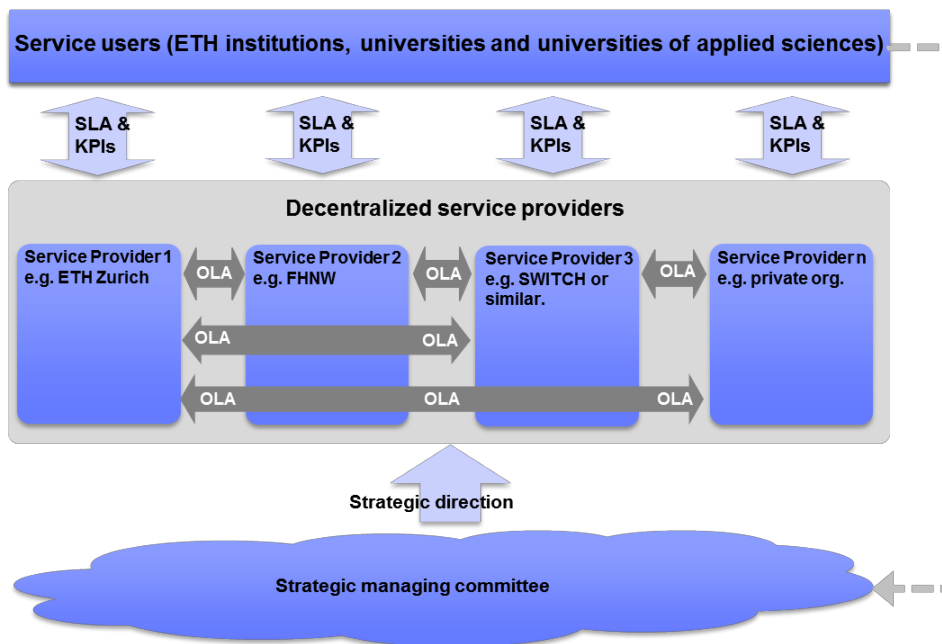 Service users (ETH institutions, universities and universities of applied sciences)
SLA &
KPIs
SLA &
KPIs
SLA &
KPIs
SLA &
KPIs
Decentralized service providers
Service Provider 1
e.g. ETH Zurich
OLA
Service Provider 2
e.g. FHNW
OLA
Service Provider 3
e.g. SWITCH or
similar.
OLA
Service Provider n
e.g. private org.
OLA
OLA
OLA
OLA
OLA
Strategic direction
Strategic managing committee